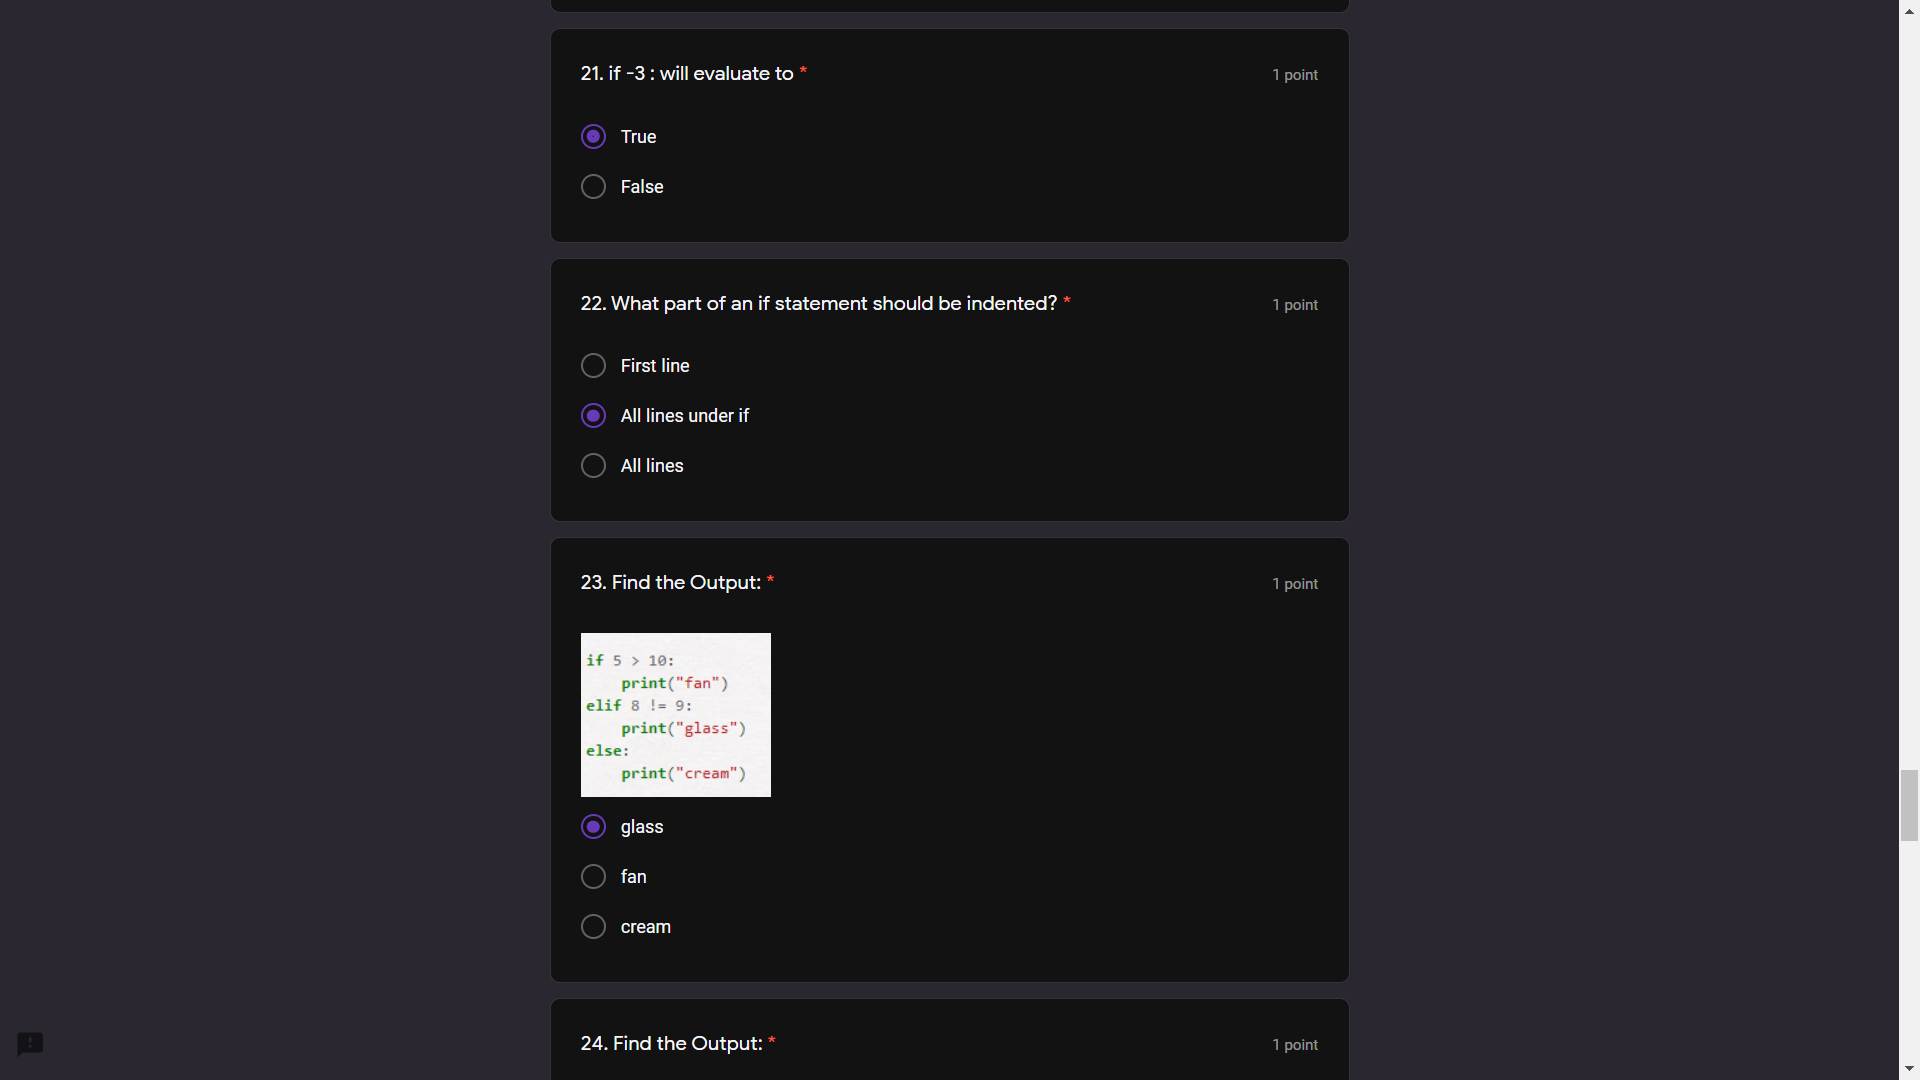 21. if -3 : will evaluate to *
1 point
True
False
22. What part of an if statement should be indented? *
1 point
First line
All lines under if
All lines
23. Find the Output: *
1 point
if 5 > 10:
    print("fan")
elif 8 != 9:
    print("glass")
else:
    print("cream")
glass
fan
cream
24. Find the Output: *
1 point